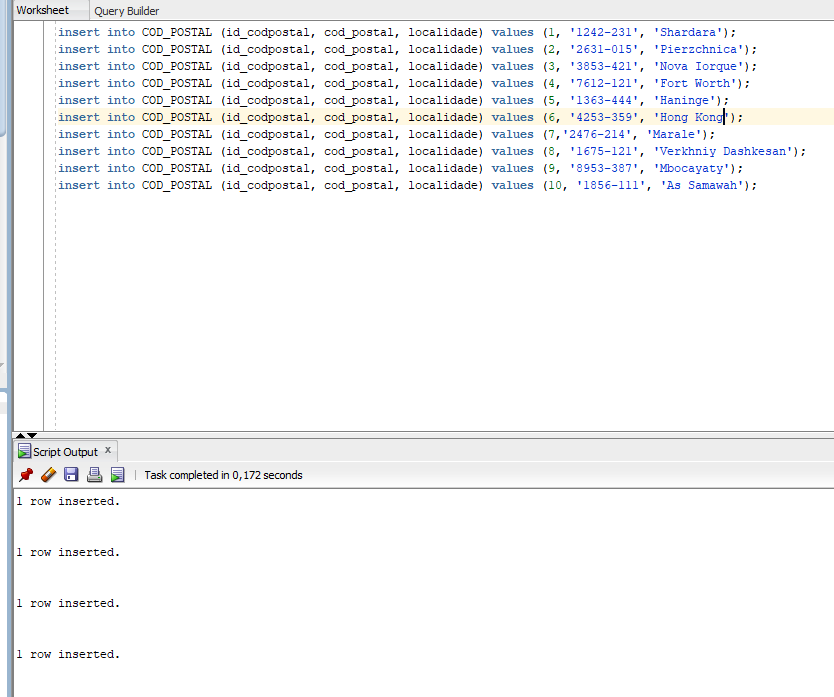 Worksheet Query Builder
insert into COD_POSTAL (id_codpostal, cod_postal, localidade) values (1, '1242-231', 'Shardara');
insert into COD_POSTAL (id_codpostal, cod_postal, localidade) values (2, '2631-015', 'Pierzchnica');
insert into COD_POSTAL (id_codpostal, cod_postal, localidade) values (3, '3853-421', 'Nova Iorque');
insert into COD_POSTAL (id_codpostal, cod_postal, localidade) values (4, '7612-121', 'Fort Worth');
insert into COD_POSTAL (id_codpostal, cod_postal, localidade) values (5, '1363-444', 'Haninge');
insert into COD_POSTAL (id_codpostal, cod_postal, localidade) values (6, '4253-359', 'Hong Kong');
insert into COD_POSTAL (id_codpostal, cod_postal, localidade) values (7,'2476-214', 'Marale');
insert into COD_POSTAL (id_codpostal, cod_postal, localidade) values (8, '1675-121', 'Verkhniy Dashkesan');
insert into COD_POSTAL (id_codpostal, cod_postal, localidade) values (9, '8953-387', 'Mbocayaty');
insert into COD_POSTAL (id_codpostal, cod_postal, localidade) values (10, '1856-111', 'As Samawah');
Script Output x
Task completed in 0,172 seconds
1 row inserted.
1 row inserted.
1 row inserted.
1 row inserted.